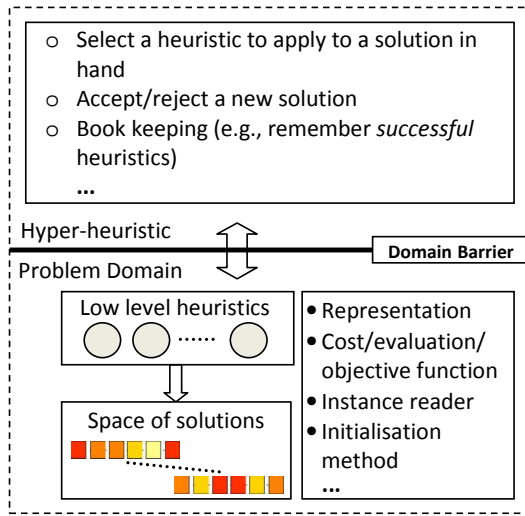 o Select a heuristic to apply to a solution in
hand
o Accept/reject a new solution
o Book keeping (e.g., remember successful
heuristics)
...
Hyper-heuristic
Domain Barrier
Problem Domain
Low level heuristics
......
Space of solutions
• Representation
• Cost/evaluation/
objective function
• Instance reader
• Initialisation
method
...